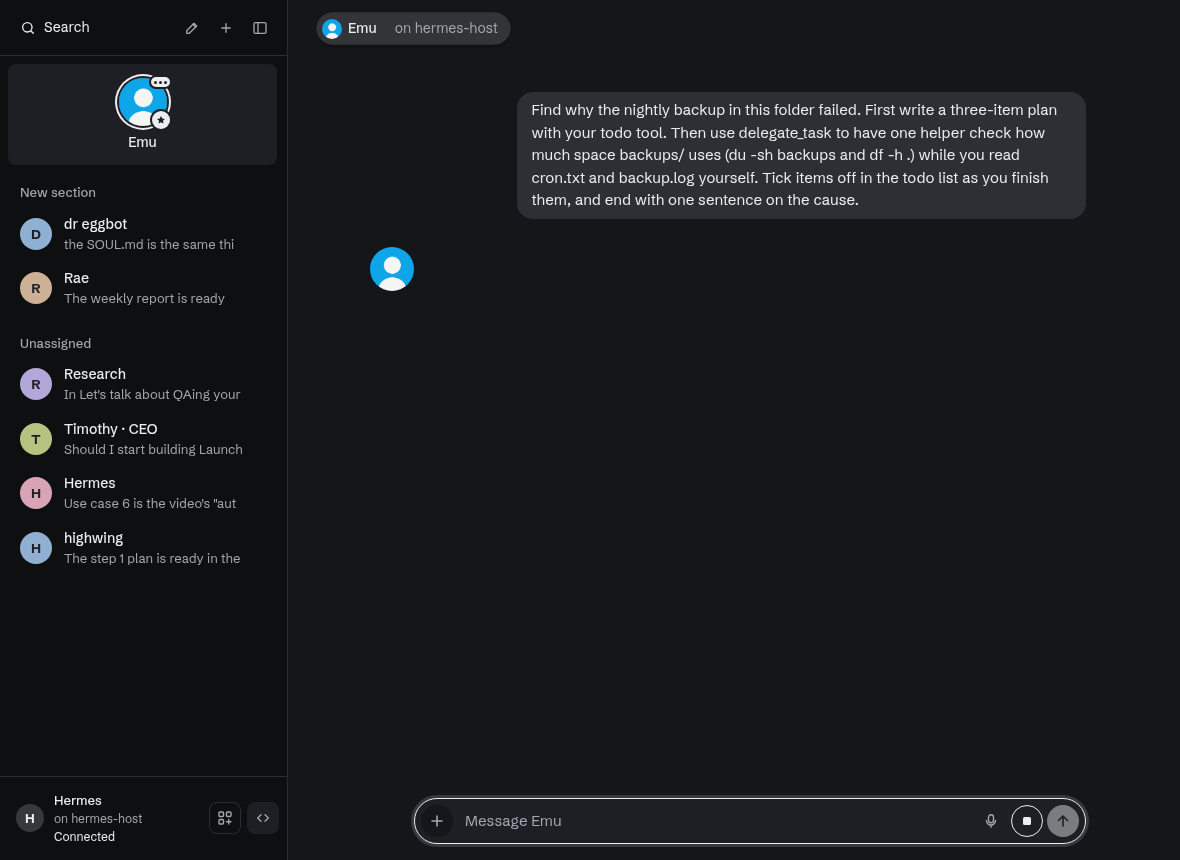 Search
Emu
New section
D
dr eggbot
the SOUL.md is the same thi
R
Rae
The weekly report is ready
Unassigned
R
Research
In Let's talk about QAing your
T
Timothy · CEO
Should I start building Launch
H
Hermes
Use case 6 is the video's "aut
H
highwing
The step 1 plan is ready in the
H
Hermes
on hermes-host
Connected
Emu on hermes-host
Find why the nightly backup in this folder failed. First write a three-item plan
with your todo tool. Then use delegate_task to have one helper check how
much space backups/ uses (du -sh backups and df -h .) while you read
cron.txt and backup.log yourself. Tick items off in the todo list as you finish
them, and end with one sentence on the cause.
Message Emu